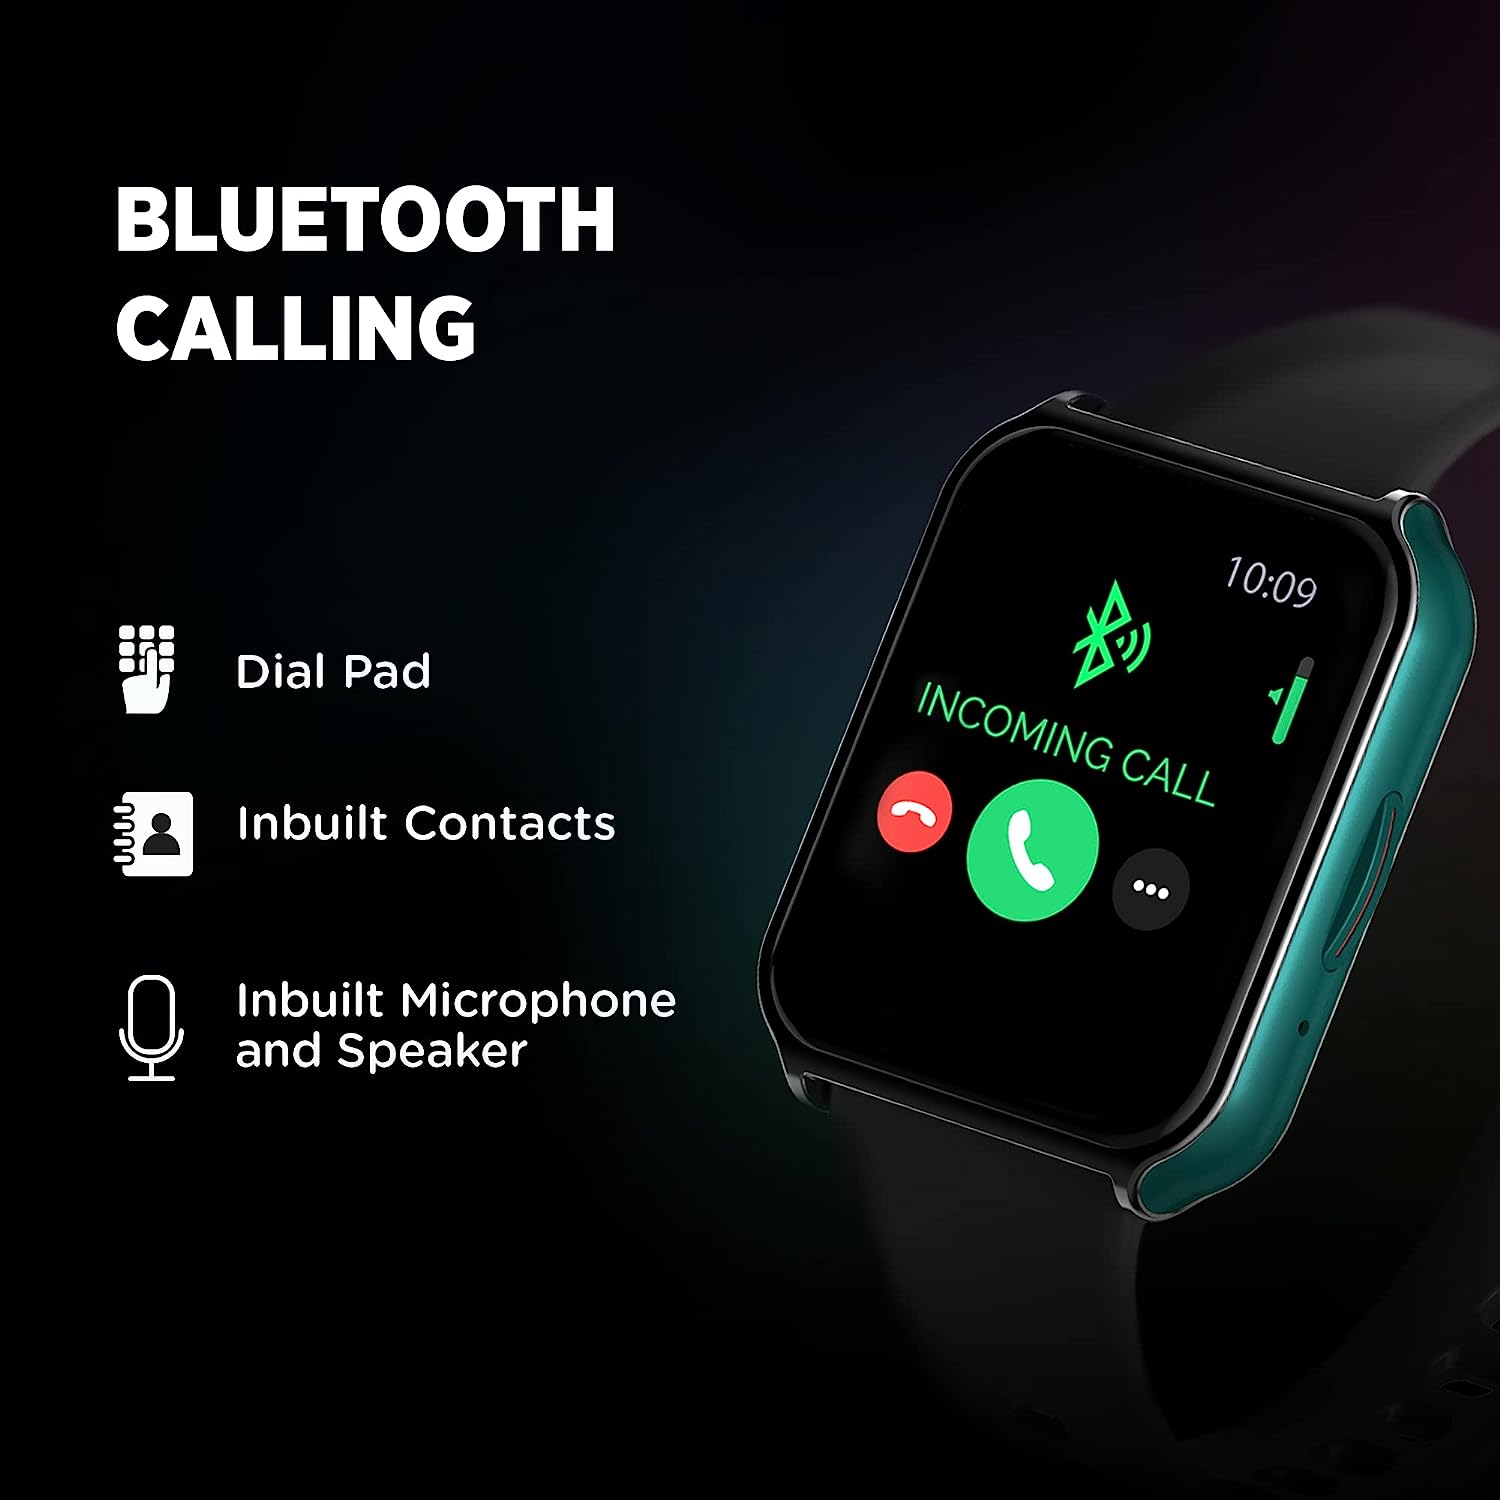 BLUETOOTH
CALLING
Dial Pad
Inbuilt Contacts
Inbuilt Microphone
and Speaker
10:09
INCOMING CALL